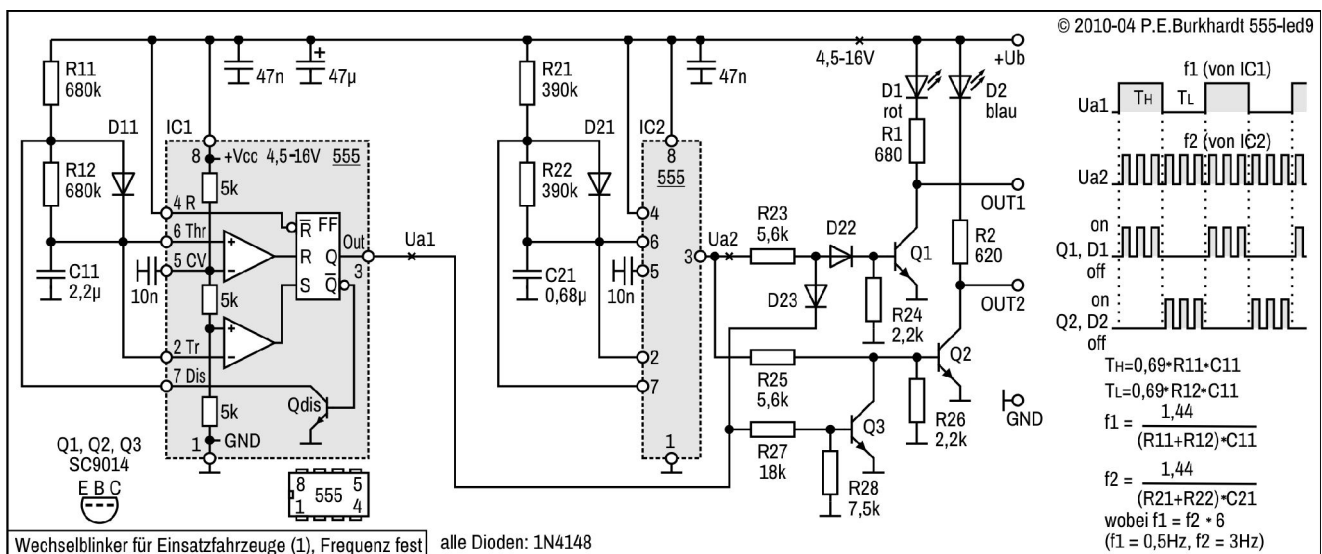 © 2010-04 P.E.Burkhardt 555-led9
R11
680k
47n
+
47µ
R21
390k
47n
4,5-16V
+Ub
D1
rot
D2
blau
R1
680
D11
IC1
R12
680k
8
+Vcc 4,5-16V 555
5k
4 R
6 Thr
5 CV
10n
C11
2,2µ
5k
+
−
+
−
R FF
R Q
S Q
Out
3
Ua1
2 Tr
7 Dis
5k
Qdis
1
GND
D21
IC2
R22
390k
8
555
4
6
5
10n
C21
0,68µ
3
Ua2
2
7
1
R23
5,6k
D22
D23
Q1
R24
2,2k
OUT1
R2
620
OUT2
Q2
R25
5,6k
R26
2,2k
Q3
R27
18k
R28
7,5k
GND
Q1, Q2, Q3
SC9014
E B C
8 5
555
1 4
f1 (von IC1)
Ua1
TH
TL
f2 (von IC2)
Ua2
on
Q1, D1
off
on
Q2, D2
off
TH=0,69*R11*C11
TL=0,69*R12*C11
f1 = 1,44
(R11+R12)*C11
f2 = 1,44
(R21+R22)*C21
wobei f1 = f2 * 6
(f1 = 0,5Hz, f2 = 3Hz)
Wechselblinker für Einsatzfahrzeuge (1), Frequenz fest
alle Dioden: 1N4148